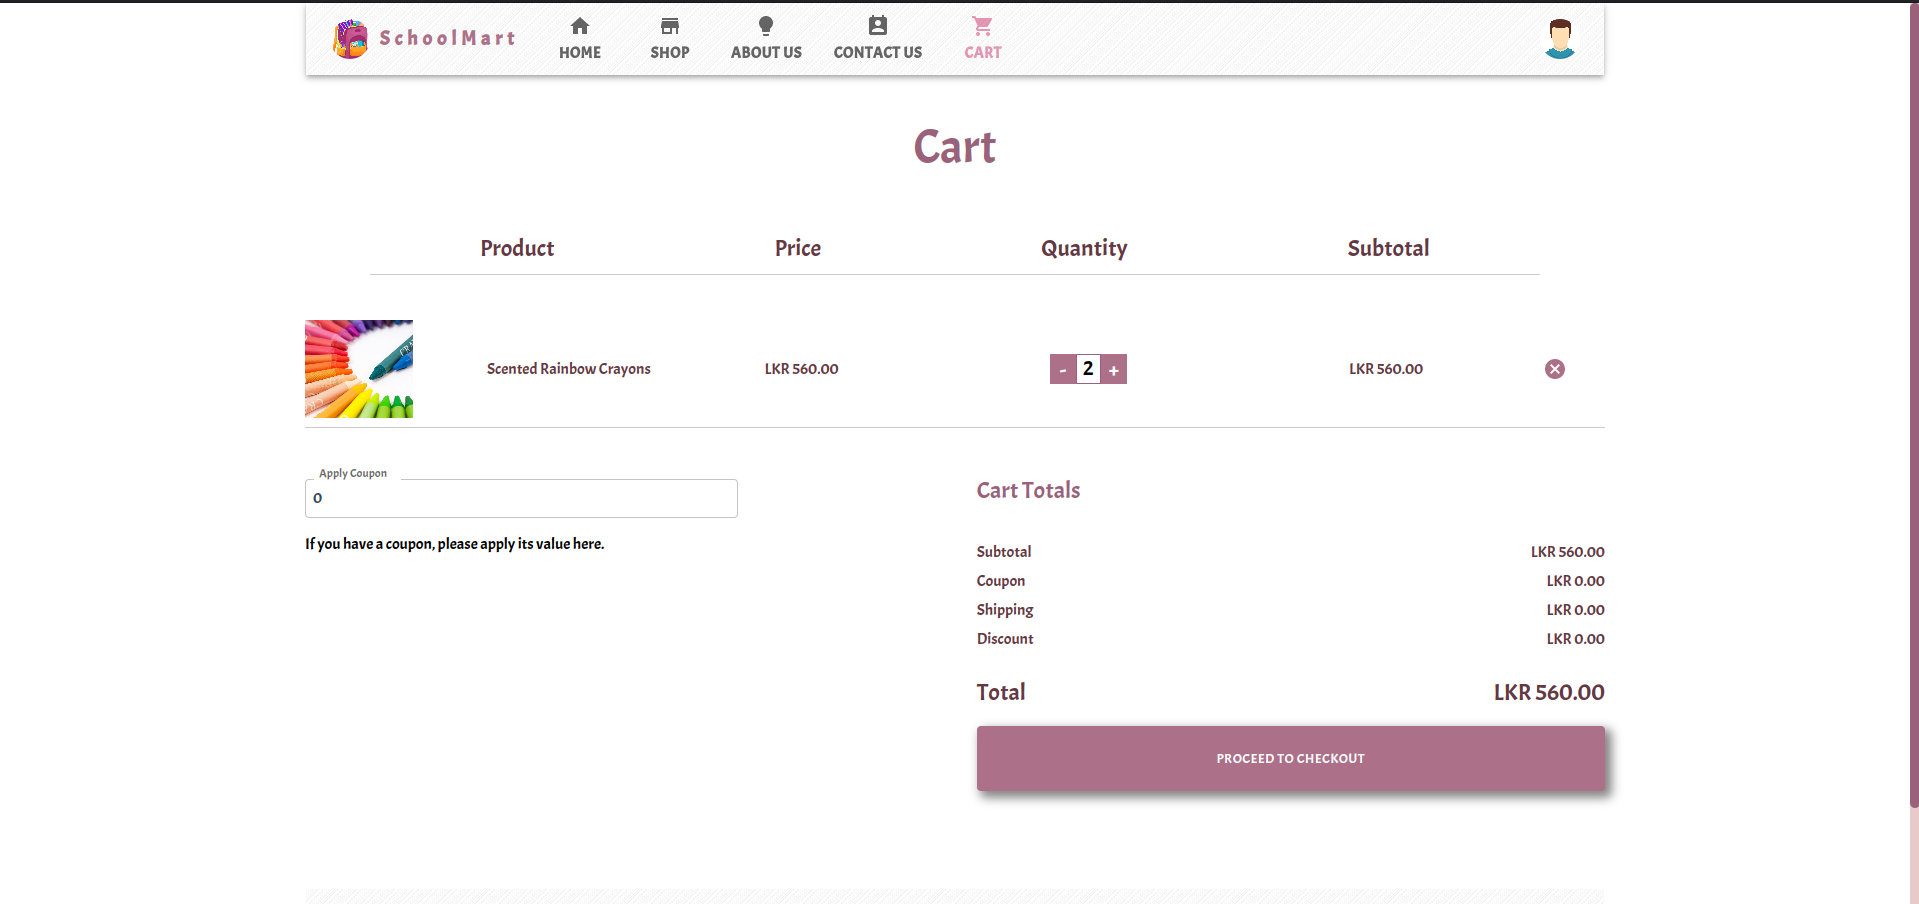 SchoolMart
HOME
SHOP
ABOUT US
CONTACT US
CART
Cart
Product Price Quantity Subtotal
Scented Rainbow Crayons LKR 560.00 - 2 + LKR 560.00
Apply Coupon
0
If you have a coupon, please apply its value here.
Cart Totals
Subtotal LKR 560.00
Coupon LKR 0.00
Shipping LKR 0.00
Discount LKR 0.00
Total LKR 560.00
PROCEED TO CHECKOUT